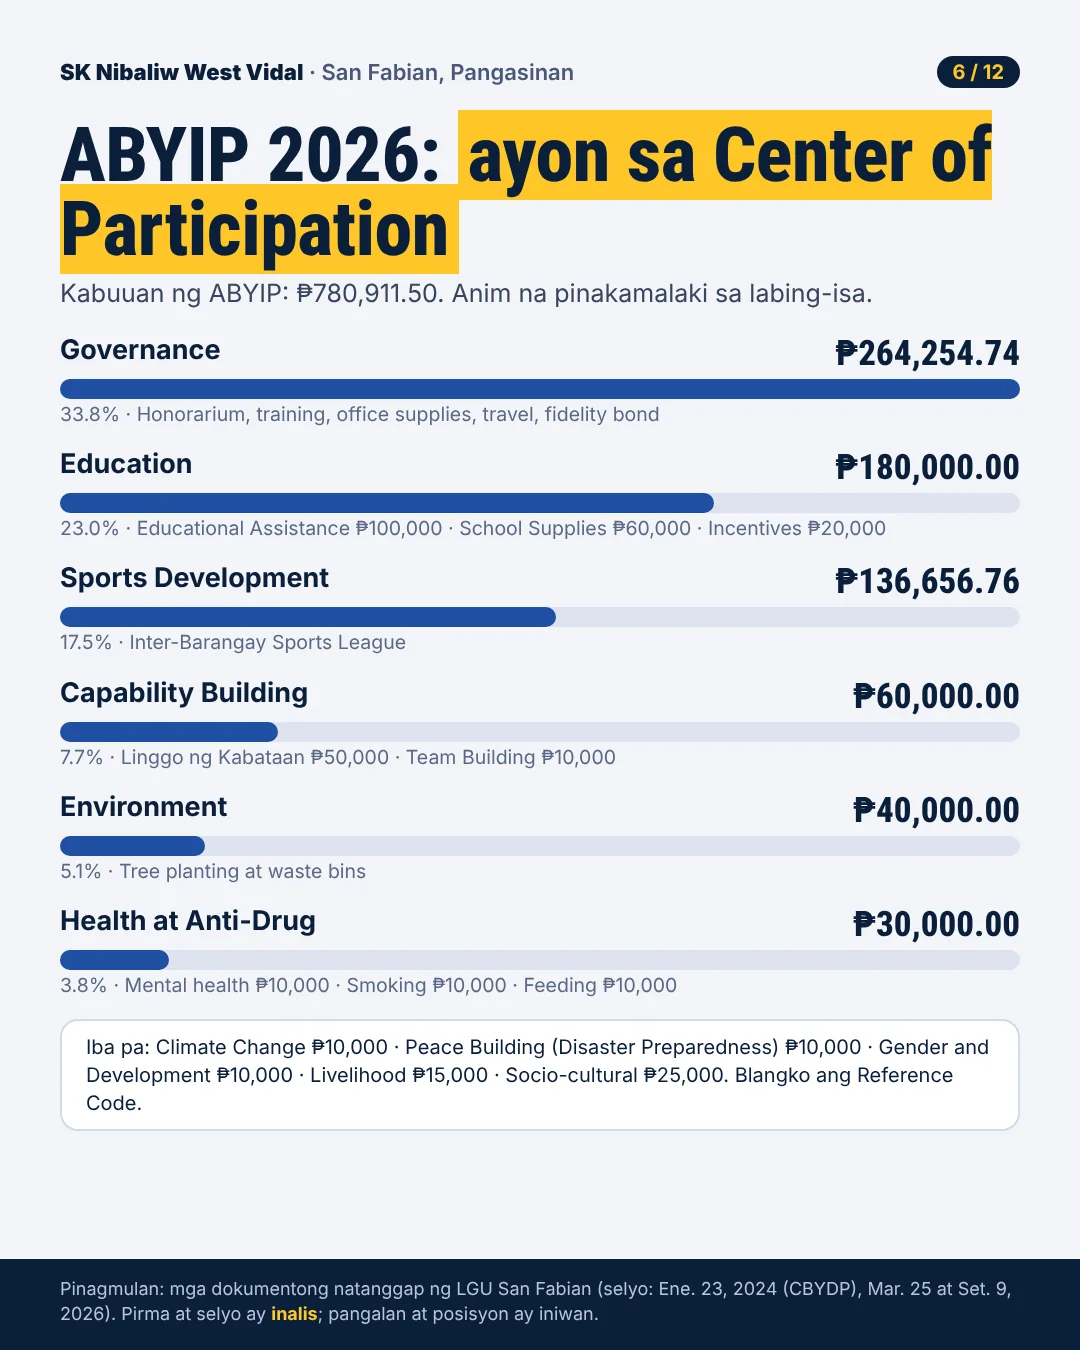 SK Nibaliw West Vidal · San Fabian, Pangasinan
6 / 12
ABYIP 2026: ayon sa Center of
Participation
Kabuuan ng ABYIP: ₱780,911.50. Anim na pinakamalaki sa labing-isa.
Governance
₱264,254.74
33.8% · Honorarium, training, office supplies, travel, fidelity bond
Education
₱180,000.00
23.0% · Educational Assistance ₱100,000 · School Supplies ₱60,000 · Incentives ₱20,000
Sports Development
₱136,656.76
17.5% · Inter-Barangay Sports League
Capability Building
₱60,000.00
7.7% · Linggo ng Kabataan ₱50,000 · Team Building ₱10,000
Environment
₱40,000.00
5.1% · Tree planting at waste bins
Health at Anti-Drug
₱30,000.00
3.8% · Mental health ₱10,000 · Smoking ₱10,000 · Feeding ₱10,000
Iba pa: Climate Change ₱10,000 · Peace Building (Disaster Preparedness) ₱10,000 · Gender and
Development ₱10,000 · Livelihood ₱15,000 · Socio-cultural ₱25,000. Blangko ang Reference
Code.
Pinagmulan: mga dokumentong natanggap ng LGU San Fabian (selyo: Ene. 23, 2024 (CBYDP), Mar. 25 at Set. 9,
2026). Pirma at selyo ay inalis; pangalan at posisyon ay iniwan.